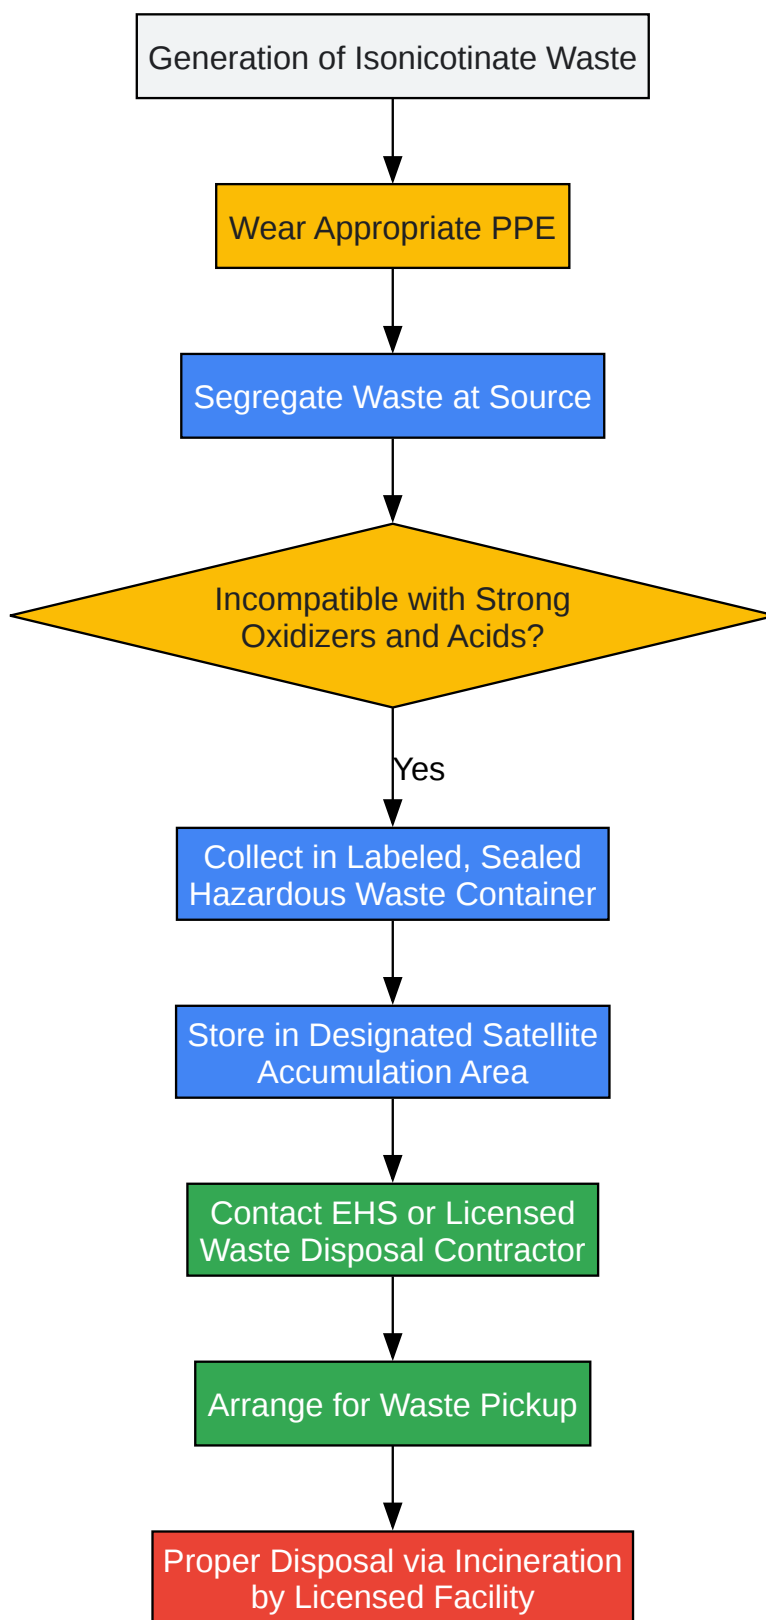 Generation of Isonicotinate Waste
Wear Appropriate PPE
Segregate Waste at Source
Incompatible with Strong
Oxidizers and Acids?
Yes
Collect in Labeled, Sealed
Hazardous Waste Container
Store in Designated Satellite
Accumulation Area
Contact EHS or Licensed
Waste Disposal Contractor
Arrange for Waste Pickup
Proper Disposal via Incineration
by Licensed Facility